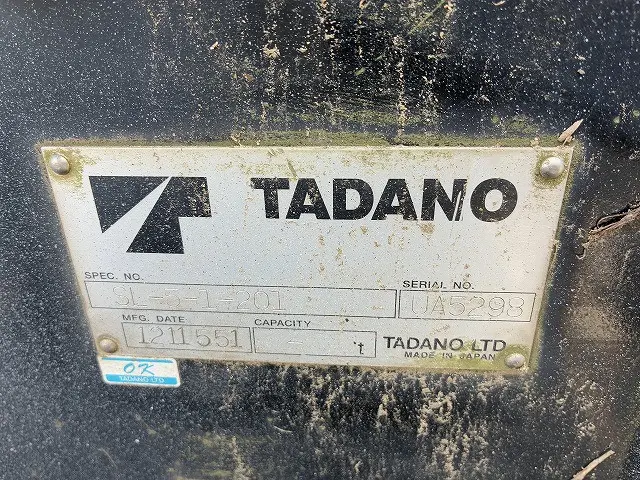 TADANO
SPEC. NO.
SL-5-1-201
SERIAL NO.
UA5298
MFG. DATE
1211551
CAPACITY
t
TADANO LTD
MADE IN JAPAN
OK
TADANO LTD